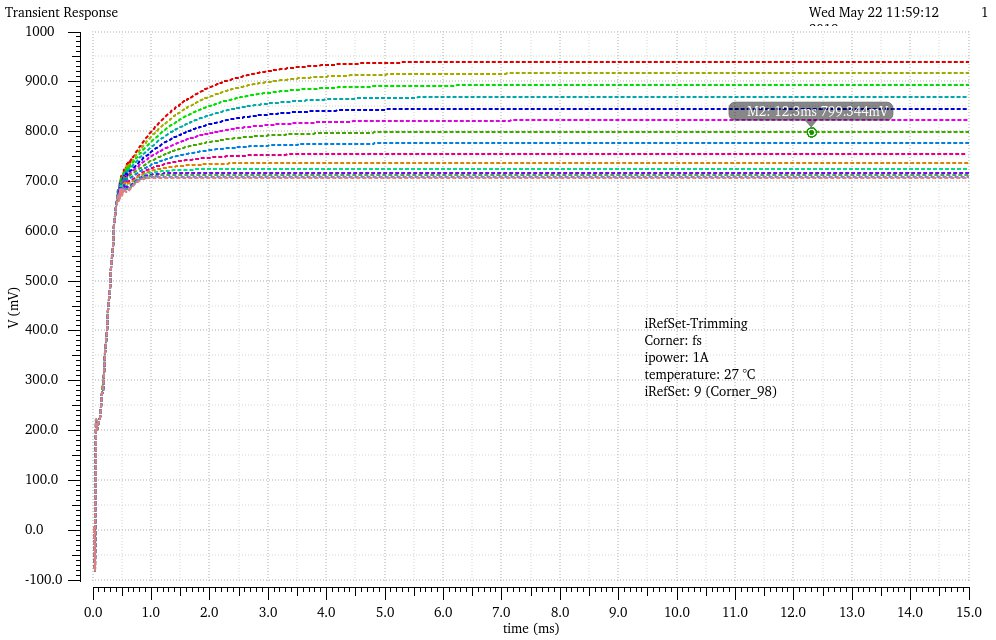 Transient Response
Wed May 22 11:59:12
1
1000
900.0
800.0
700.0
600.0
500.0
400.0
300.0
200.0
100.0
0.0
-100.0
V (mV)
M2: 12.3ms 799.344mV
iRefSet-Trimming
Corner: fs
ipower: 1A
temperature: 27 °C
iRefSet: 9 (Corner_98)
0.0 1.0 2.0 3.0 4.0 5.0 6.0 7.0 8.0 9.0 10.0 11.0 12.0 13.0 14.0 15.0
time (ms)